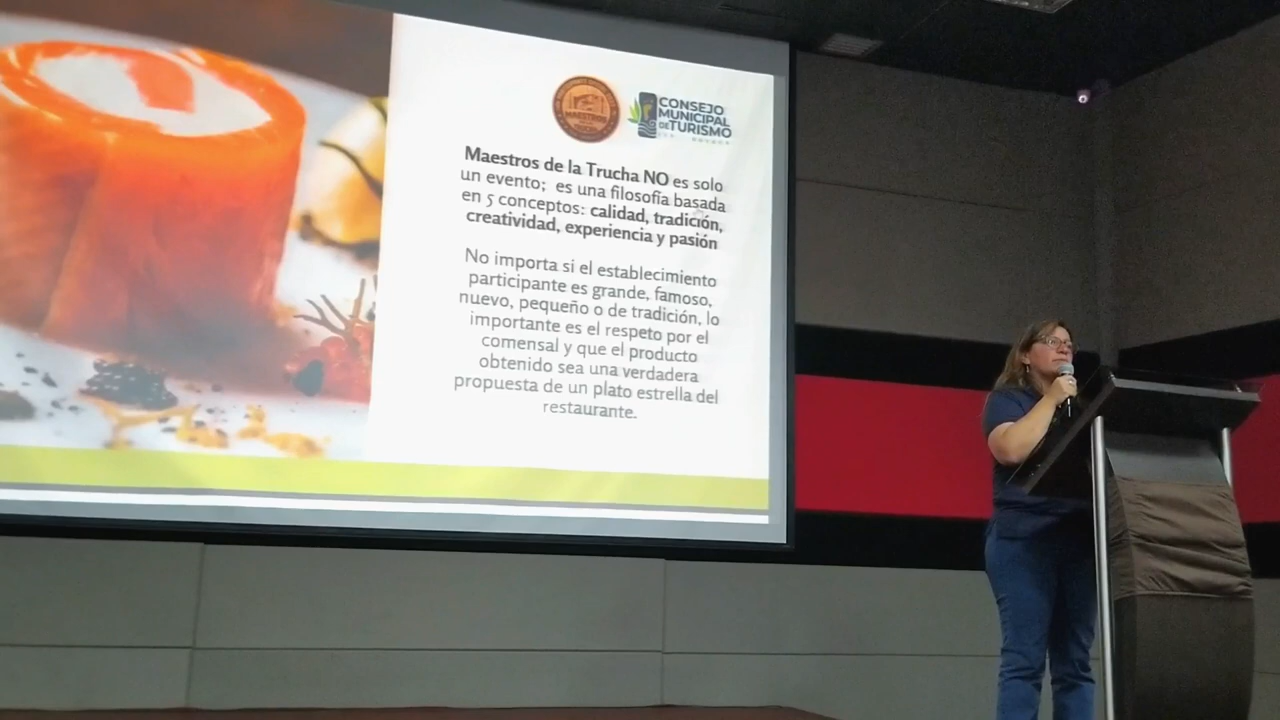 MAESTROS
CONSEJO
MUNICIPAL
DE TURISMO
Maestros de la Trucha NO es solo
un evento; es una filosofía basada
en 5 conceptos: calidad, tradición,
creatividad, experiencia y pasión
No importa si el establecimiento
participante es grande, famoso,
nuevo, pequeño o de tradición, lo
importante es el respeto por el
comensal y que el producto
obtenido sea una verdadera
propuesta de un plato estrella del
restaurante.